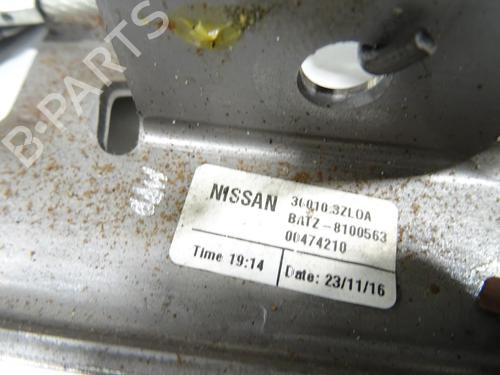 B-PARTS
NISSAN
36010 3ZL0A
BATZ-8100563
00474210
Time 19:14
Date: 23/11/16